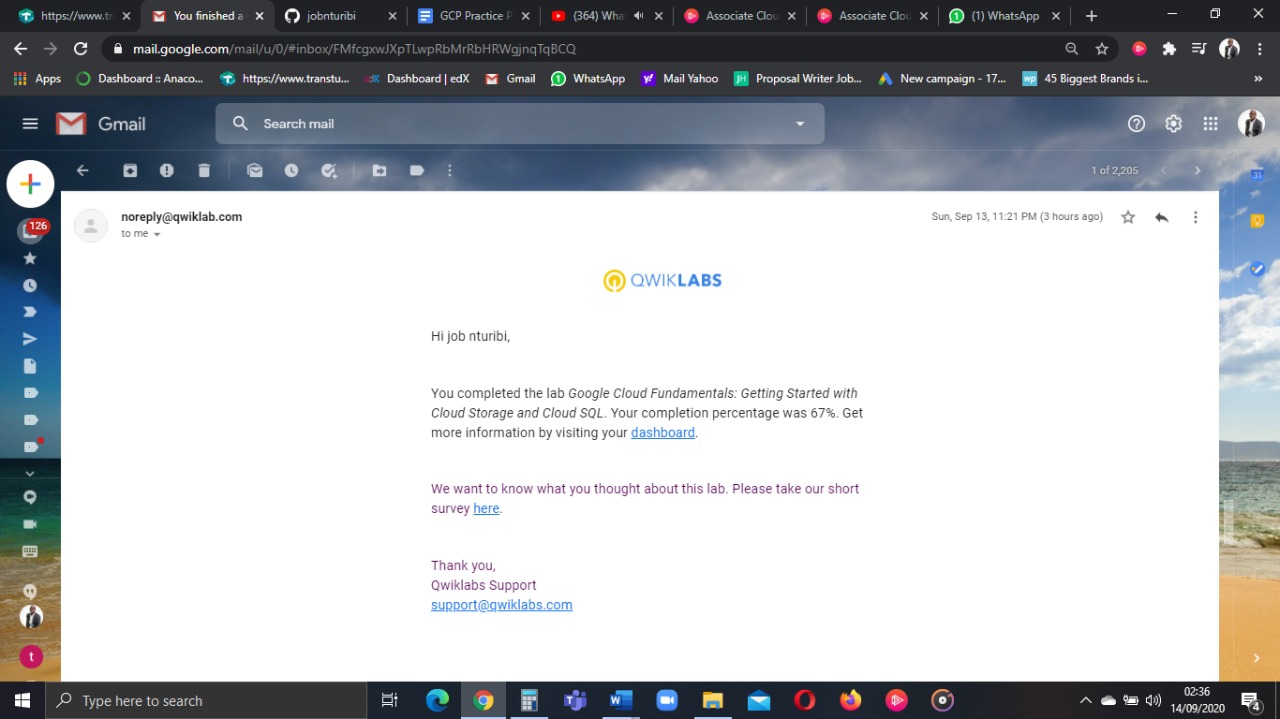 https://www.tra
You finished a
jobnturibi
GCP Practice P
(364) Wha
Associate Clou
Associate Clou
(1) WhatsApp
mail.google.com/mail/u/0/#inbox/FMfcgxwJXpTLwpRbMrRbHRWgjnqTqBCQ
Apps
Dashboard :: Anaco...
https://www.transtu...
edX Dashboard | edX
Gmail
WhatsApp
Mail Yahoo
JH Proposal Writer Job...
New campaign - 17...
wp 45 Biggest Brands i...
»
Gmail
Search mail
1 of 2,205
31
126
noreply@qwiklab.com
Sun, Sep 13, 11:21 PM (3 hours ago)
to me
QWIKLABS
Hi job nturibi,
You completed the lab Google Cloud Fundamentals: Getting Started with
Cloud Storage and Cloud SQL. Your completion percentage was 67%. Get
more information by visiting your dashboard.
We want to know what you thought about this lab. Please take our short
survey here.
Thank you,
Qwiklabs Support
support@qwiklabs.com
t
Type here to search
02:36
14/09/2020
4